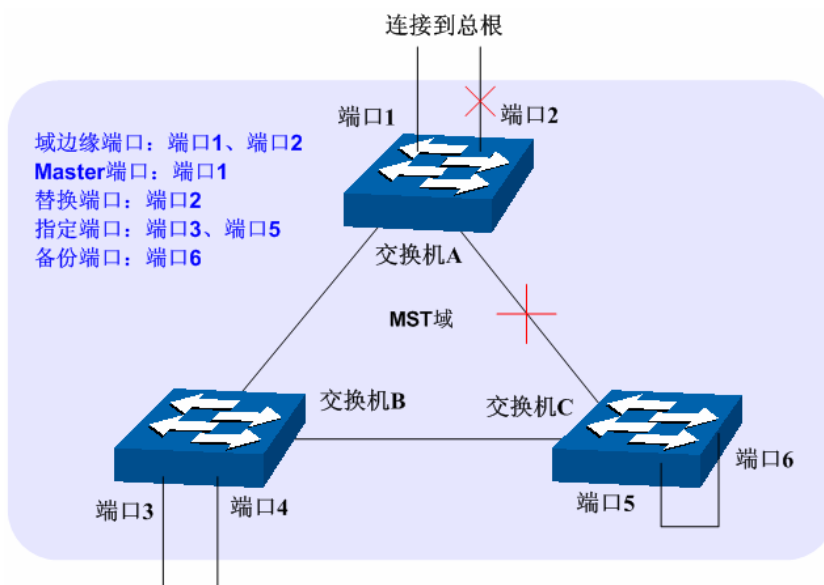 连接到总根
端口1
端口2
域边缘端口：端口1、端口2
Master端口：端口1
替换端口：端口2
指定端口：端口3、端口5
备份端口：端口6
交换机A
MST域
交换机B
交换机C
端口3
端口4
端口5
端口6